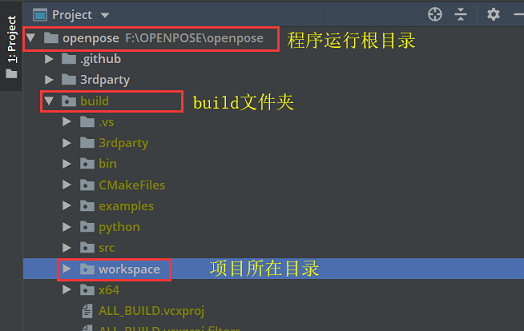 1: Project
Project
openpose F:\OPENPOSE\openpose 程序运行根目录
.github
3rdparty
build build文件夹
.vs
3rdparty
bin
CMakeFiles
examples
python
src
workspace 项目所在目录
x64
ALL_BUILD.vcxproj
ALL_BUILD.vcxproj.filters